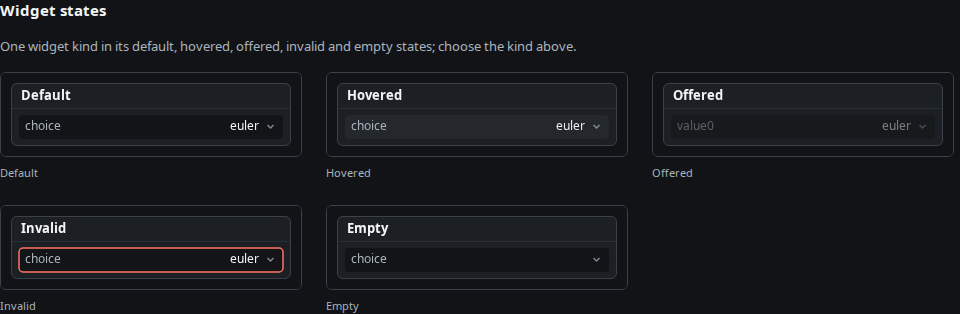 Widget states
One widget kind in its default, hovered, offered, invalid and empty states; choose the kind above.
Default
choice euler
Default
Hovered
choice euler
Hovered
Offered
value0 euler
Offered
Invalid
choice euler
Invalid
Empty
choice
Empty